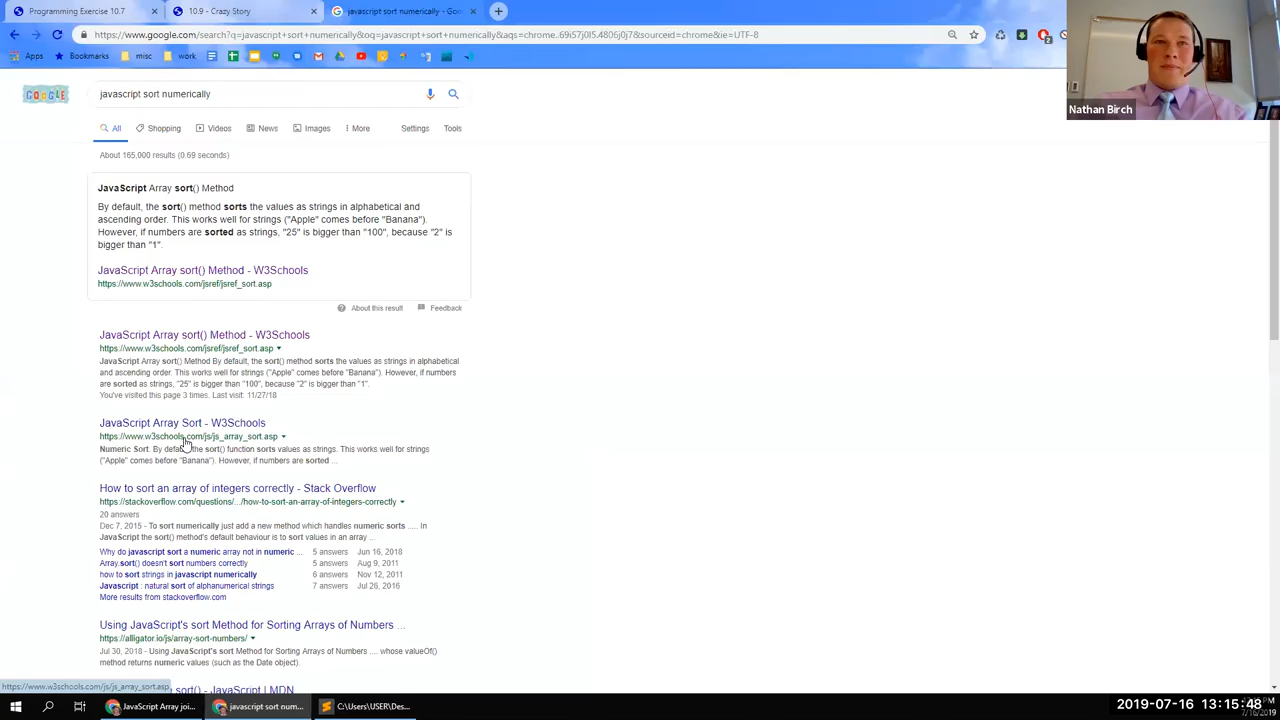 Programming Exercise 10.7
10.9 - Crazy Story
javascript sort numerically - Goo
https://www.google.com/search?q=javascript+sort+numerically&oq=javascript+sort+numerically&aqs=chrome..69i57j0l5.4806j0j7&sourceid=chrome&ie=UTF-8
Apps
Bookmarks
misc
work
Nathan Birch
GOOGLE
javascript sort numerically
All
Shopping
Videos
News
Images
More
Settings
Tools
About 165,000 results (0.69 seconds)
JavaScript Array sort() Method
By default, the sort() method sorts the values as strings in alphabetical and
ascending order. This works well for strings ("Apple" comes before "Banana").
However, if numbers are sorted as strings, "25" is bigger than "100", because "2" is
bigger than "1".
JavaScript Array sort() Method - W3Schools
https://www.w3schools.com/jsref/jsref_sort.asp
About this result
Feedback
JavaScript Array sort() Method - W3Schools
https://www.w3schools.com/jsref/jsref_sort.asp
JavaScript Array sort() Method By default, the sort() method sorts the values as strings in alphabetical
and ascending order. This works well for strings ("Apple" comes before "Banana"). However, if numbers
are sorted as strings, "25" is bigger than "100", because "2" is bigger than "1".
You've visited this page 3 times. Last visit: 11/27/18
JavaScript Array Sort - W3Schools
https://www.w3schools.com/js/js_array_sort.asp
Numeric Sort. By default, the sort() function sorts values as strings. This works well for strings
("Apple" comes before "Banana"). However, if numbers are sorted ...
How to sort an array of integers correctly - Stack Overflow
https://stackoverflow.com/questions/.../how-to-sort-an-array-of-integers-correctly
20 answers
Dec 7, 2015 - To sort numerically just add a new method which handles numeric sorts ..... In
JavaScript the sort() method's default behaviour is to sort values in an array ...
Why do javascript sort a numeric array not in numeric ... 5 answers Jun 16, 2018
Array.sort() doesn't sort numbers correctly 5 answers Aug 9, 2011
how to sort strings in javascript numerically 6 answers Nov 12, 2011
Javascript : natural sort of alphanumerical strings 7 answers Jul 26, 2016
More results from stackoverflow.com
Using JavaScript's sort Method for Sorting Arrays of Numbers ...
https://alligator.io/js/array-sort-numbers/
Jul 30, 2018 - Using JavaScript's sort Method for Sorting Arrays of Numbers .... whose valueOf()
method returns numeric values (such as the Date object).
sort() - JavaScript | MDN
https://www.w3schools.com/js/js_array_sort.asp
JavaScript Array joi...
javascript sort num...
C:\Users\USER\Des...
2019-07-16 13:15:48
7/16/2019